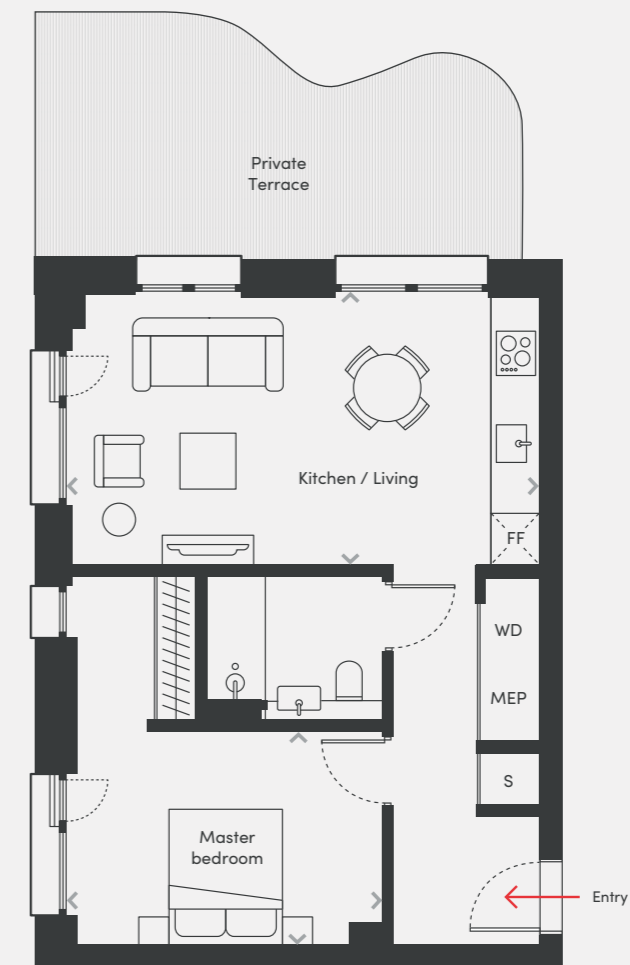 Private
Terrace
Kitchen / Living
FF
WD
MEP
S
Master
bedroom
Entry